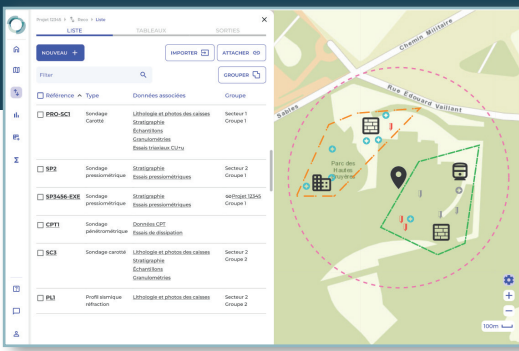 Projet 12345 > Bono > Liste
LISTE TABLEAUX SORTIES
NOUVEAU + IMPORTER ATTACHER
Filter GROUPER
Référence Type Données associées Groupe
PRO-SC1 Sondage Carotté Lithologie et photos des caisses Secteur 2
Stratigraphie Groupe 1
Échantillons
Granulométries
Essais triaxiaux CU+u
SP2 Sondage pressiométrique Stratigraphie Secteur 2
Essais pressiométriques Groupe 1
SP3456-EXE Sondage pressiométrique Stratigraphie Projet 12345
Essais pressiométriques Groupe 1
CPT1 Sondage pénétrométrique Données CPT Secteur 2
Essais de dissipation Groupe 1
SC3 Sondage carotté Lithologie et photos des caisses Secteur 2
Stratigraphie Groupe 3
Échantillons
Granulométries
PL1 Profil sismique réfraction Lithologie et photos des caisses Secteur 2
Groupe 2
Chemin Militaire
Rue Édouard Vaillant
Sables
Parc des
Hautes
Bruyères
100m